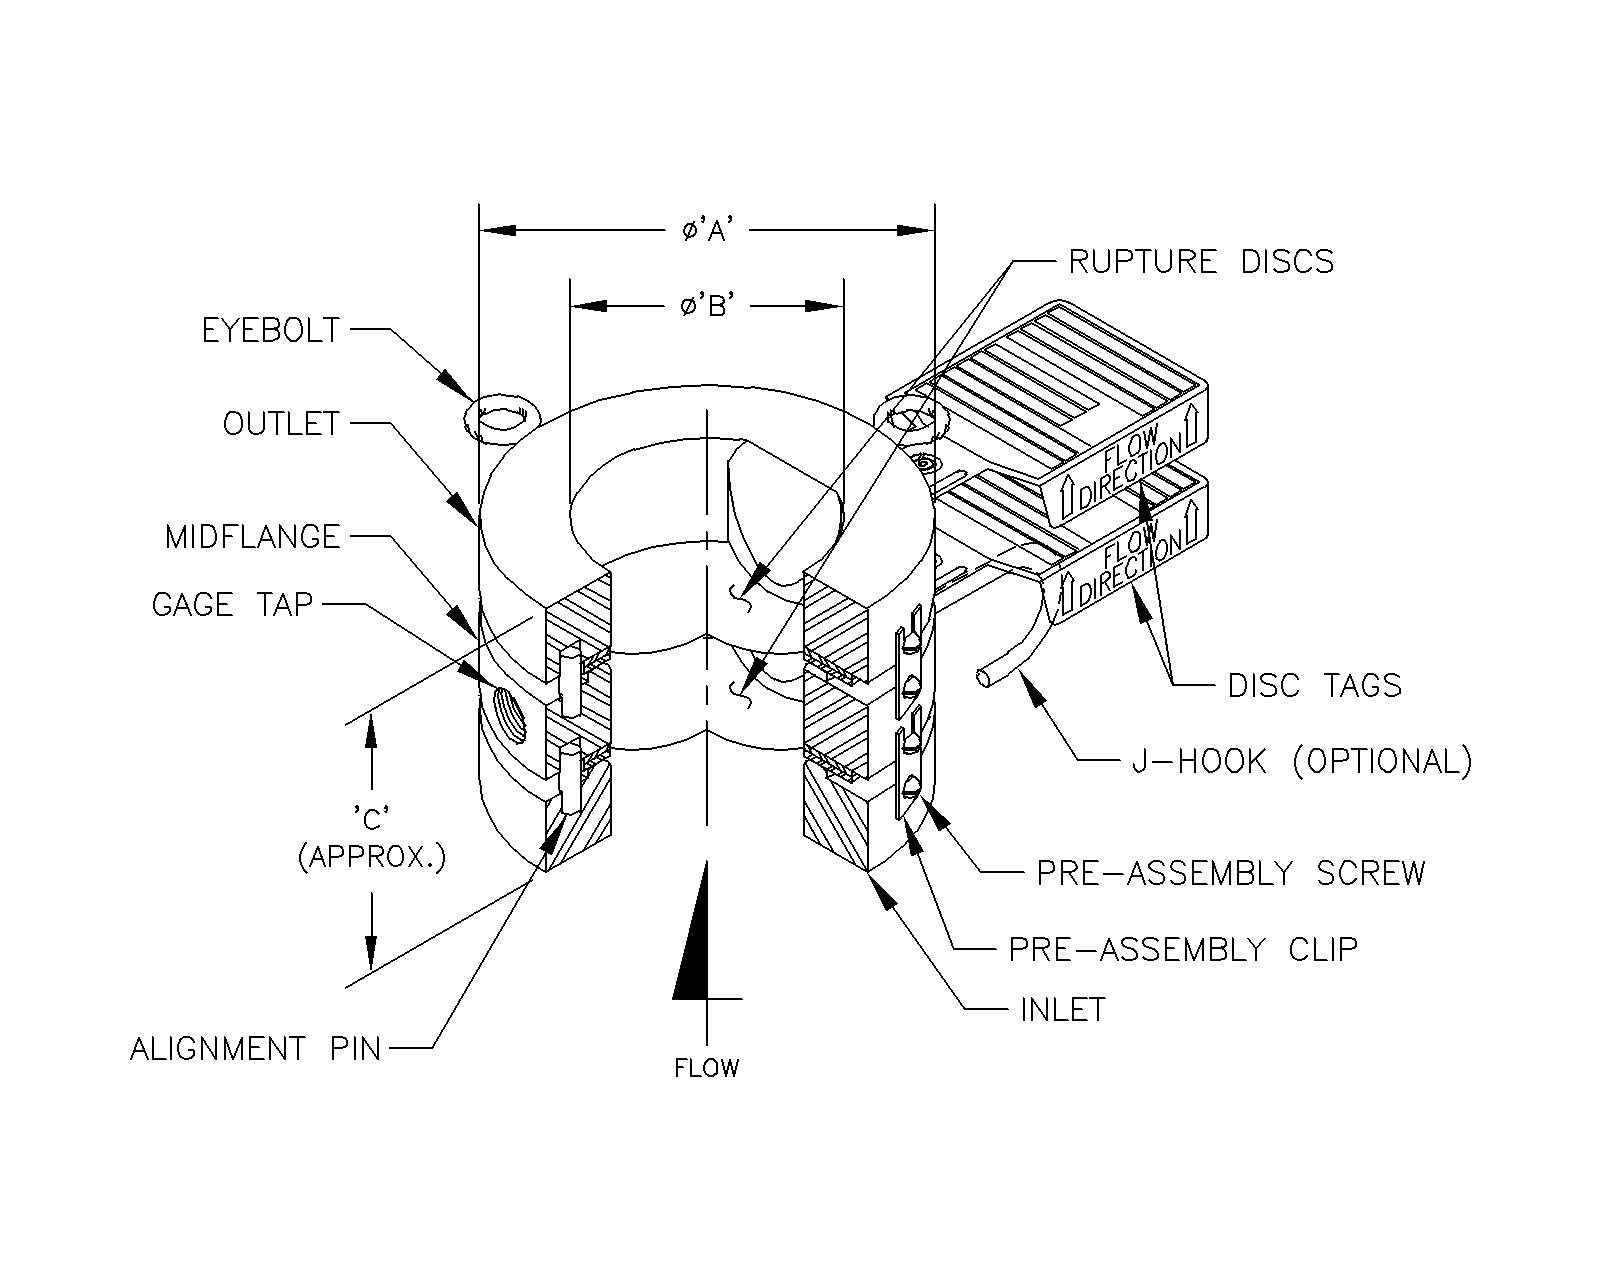 ø'A'
RUPTURE DISCS
ø'B'
EYEBOLT
OUTLET
FLOW
DIRECTION
MIDFLANGE
FLOW
DIRECTION
GAGE TAP
DISC TAGS
J-HOOK (OPTIONAL)
'C'
(APPROX.)
PRE-ASSEMBLY SCREW
PRE-ASSEMBLY CLIP
INLET
ALIGNMENT PIN
FLOW